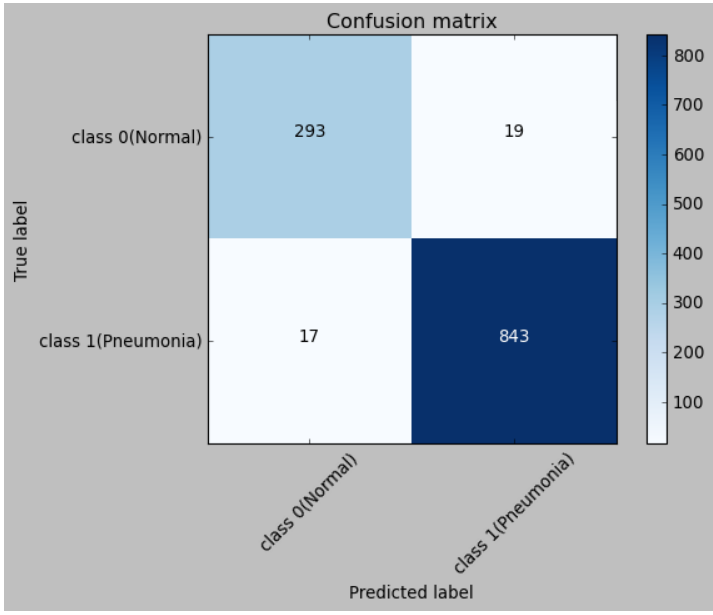 Confusion matrix
True label
class 0(Normal)
293
19
class 1(Pneumonia)
17
843
class 0(Normal)
class 1(Pneumonia)
Predicted label
800
700
600
500
400
300
200
100